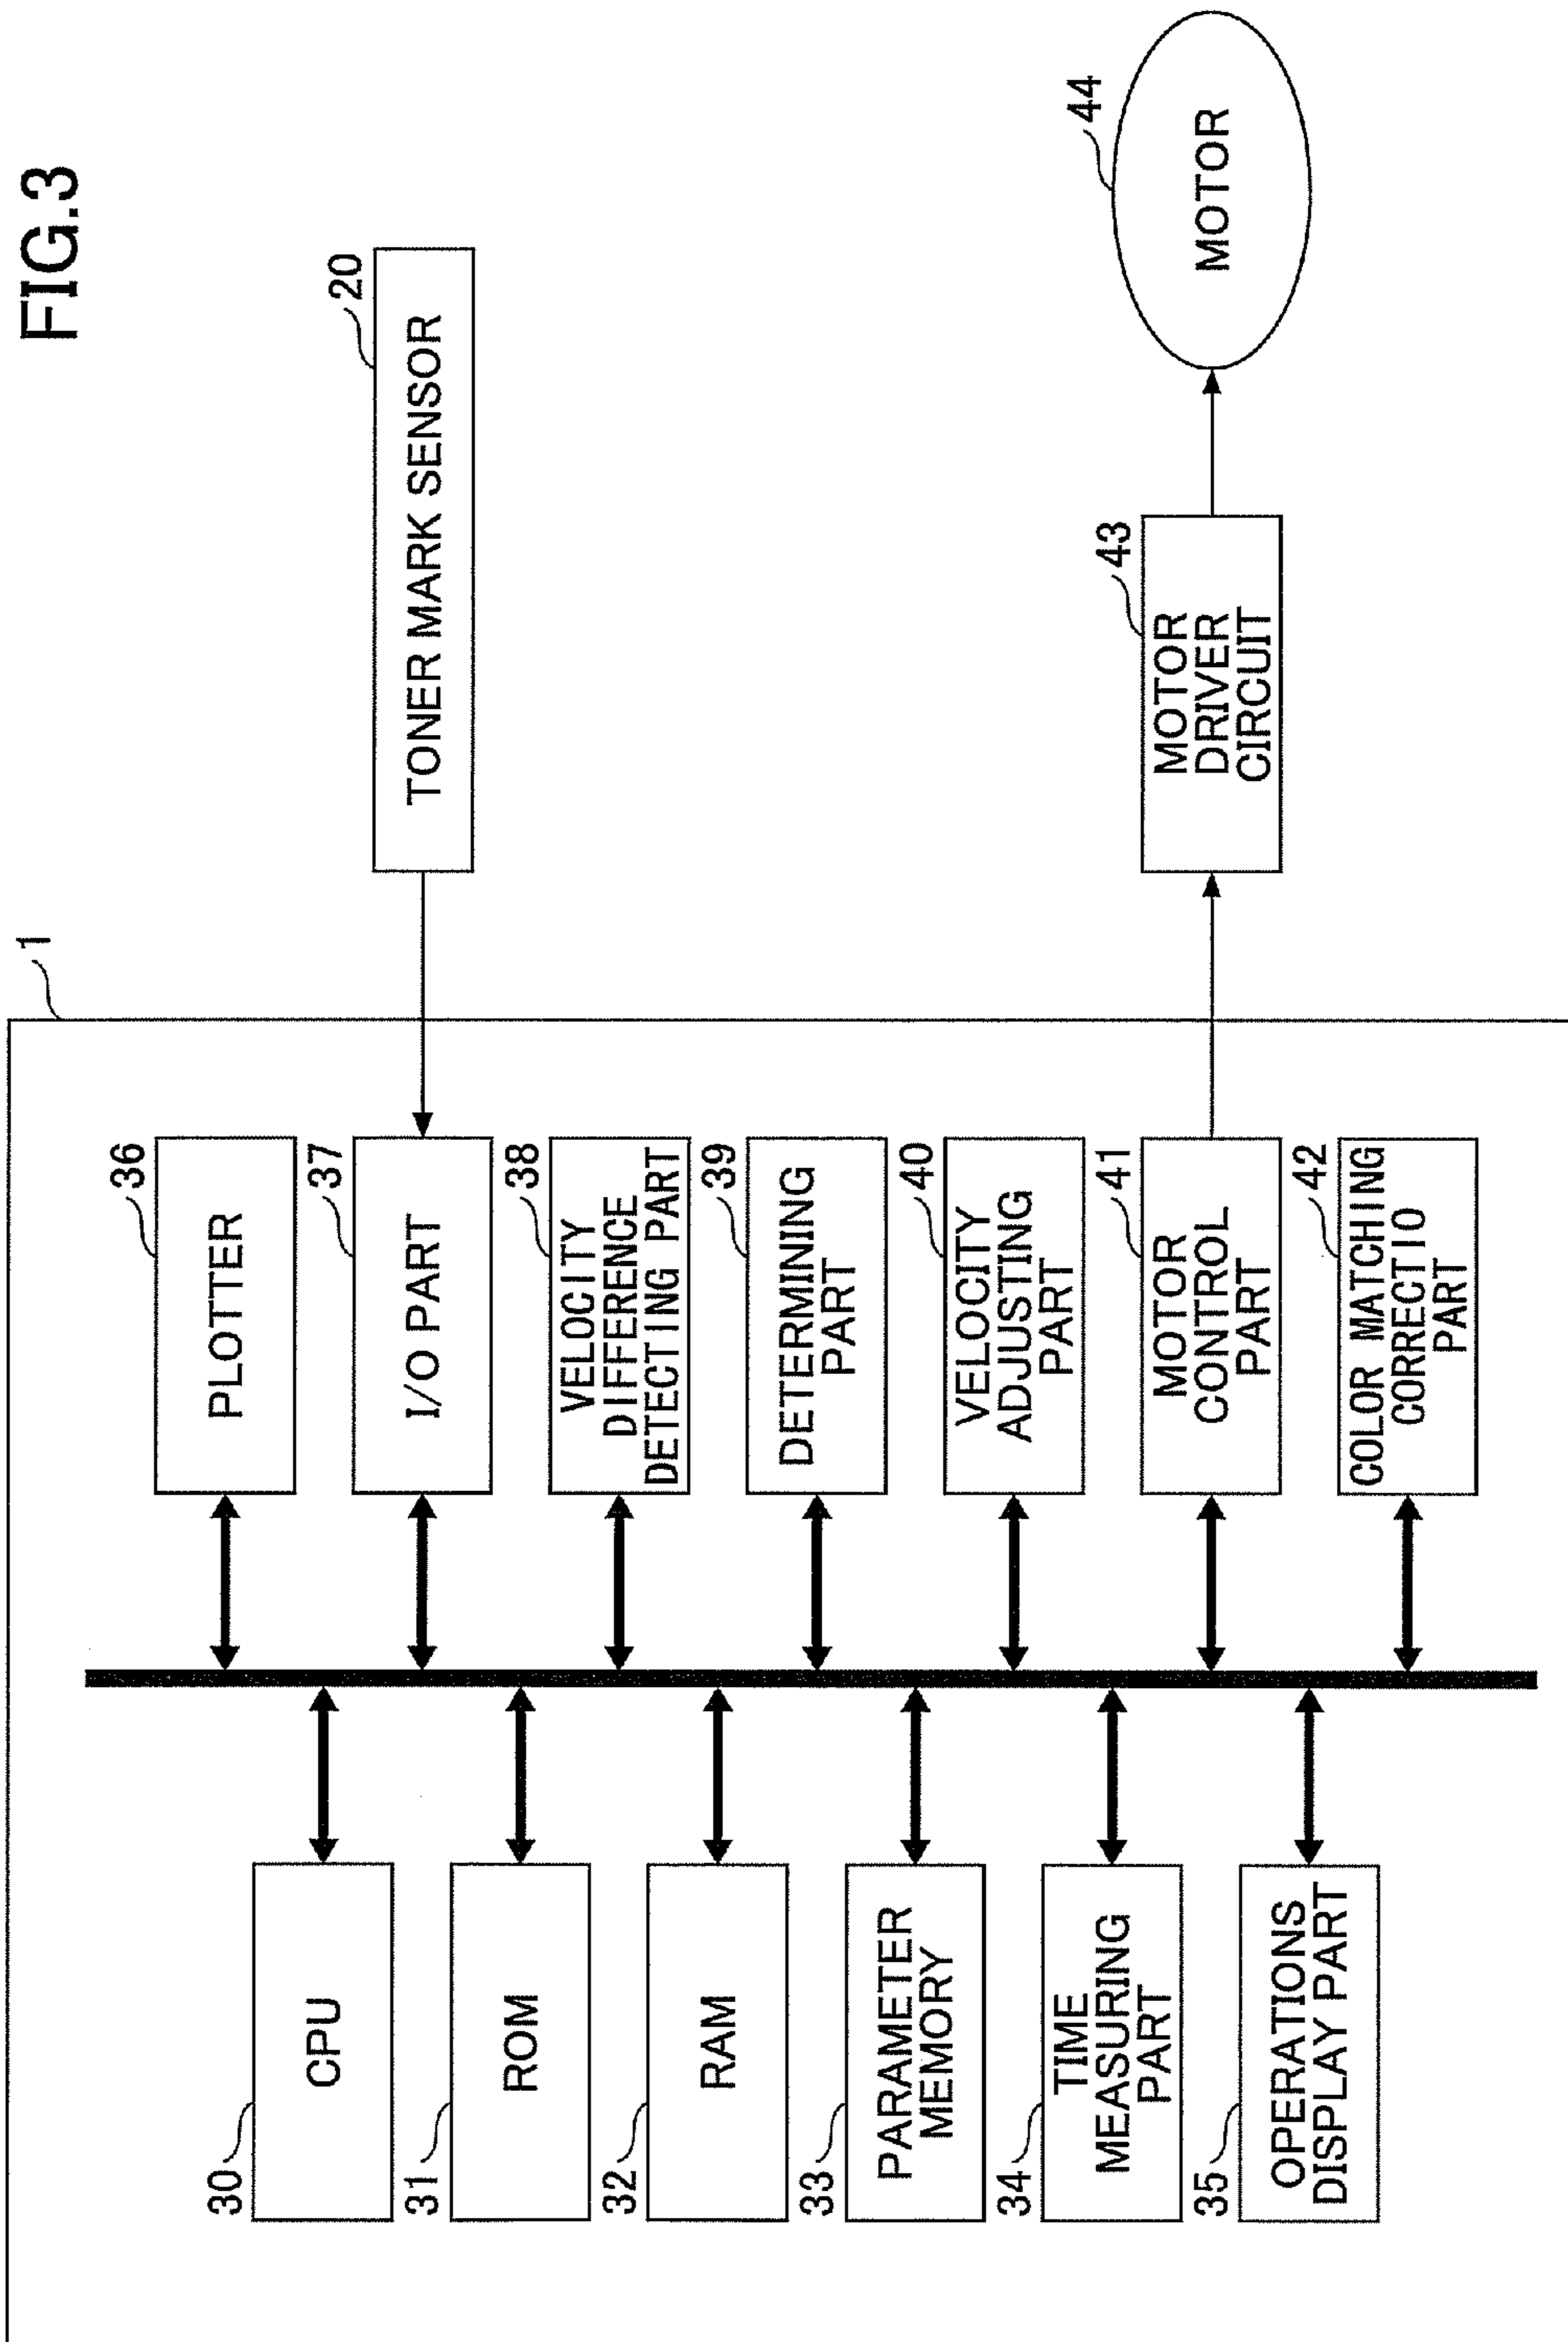 FIG.3
1
30
CPU
31
ROM
32
RAM
33
PARAMETER
MEMORY
34
TIME
MEASURING
PART
35
OPERATIONS
DISPLAY PART
36
PLOTTER
37
I/O PART
38
VELOCITY
DIFFERENCE
DETECTING PART
39
DETERMINING
PART
40
VELOCITY
ADJUSTING
PART
41
MOTOR
CONTROL
PART
42
COLOR MATCHING
CORRECTIO
PART
20
TONER MARK SENSOR
43
MOTOR
DRIVER
CIRCUIT
44
MOTOR